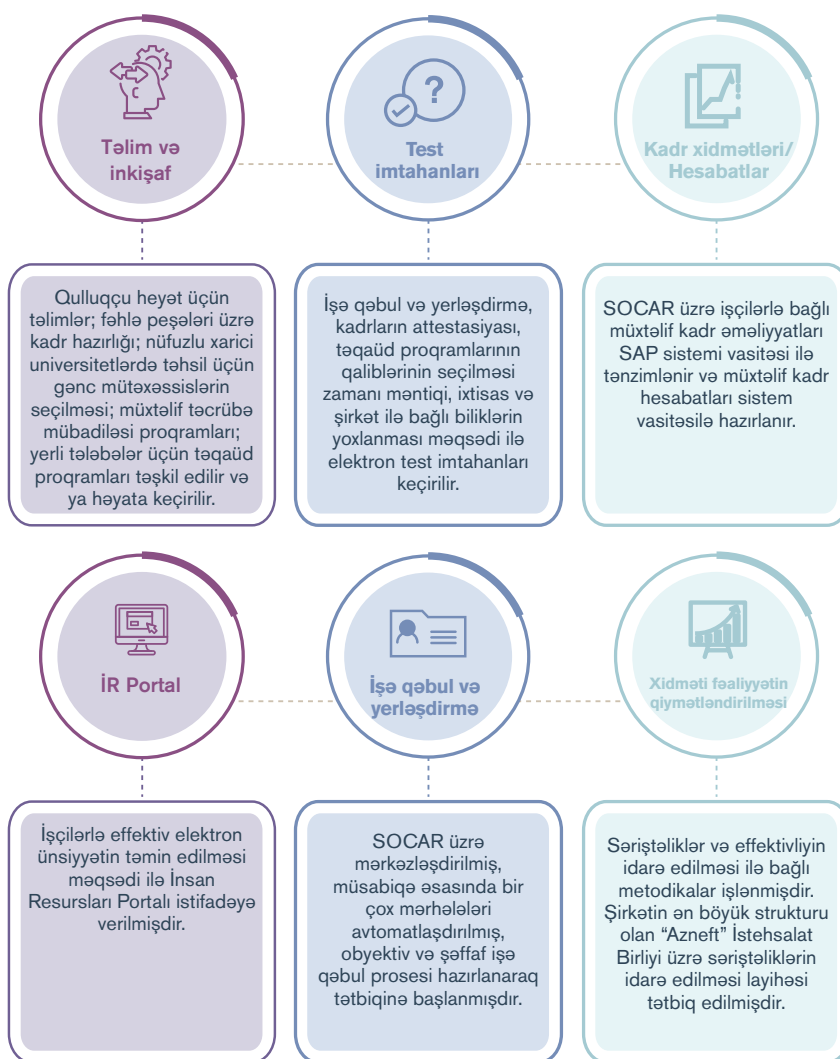 Təlim və
inkişaf
?
Test
imtahanları
Kadr xidmətləri/
Hesabatlar
Qulluqçu heyət üçün
təlimlər; fəhlə peşələri üzrə
kadr hazırlığı; nüfuzlu xarici
universitetlərdə təhsil üçün
gənc mütəxəssislərin
seçilməsi; müxtəlif təcrübə
mübadiləsi proqramları;
yerli tələbələr üçün təqaüd
proqramları təşkil edilir və
ya həyata keçirilir.
İşə qəbul və yerləşdirmə,
kadrların attestasiyası,
təqaüd proqramlarının
qaliblərinin seçilməsi
zamanı məntiqi, ixtisas və
şirkət ilə bağlı biliklərin
yoxlanması məqsədi ilə
elektron test imtahanları
keçirilir.
SOCAR üzrə işçilərlə bağlı
müxtəlif kadr əməliyyatları
SAP sistemi vasitəsi ilə
tənzimlənir və müxtəlif kadr
hesabatları sistem
vasitəsilə hazırlanır.
İR Portal
İşə qəbul və
yerləşdirmə
Xidməti fəaliyyətin
qiymətləndirilməsi
İşçilərlə effektiv elektron
ünsiyyətin təmin edilməsi
məqsədi ilə İnsan
Resursları Portalı istifadəyə
verilmişdir.
SOCAR üzrə
mərkəzləşdirilmiş,
müsabiqə əsasında bir
çox mərhələləri
avtomatlaşdırılmış,
obyektiv və şəffaf işə
qəbul prosesi hazırlanaraq
tətbiqinə başlanmışdır.
Səriştəliklər və effektivliyin
idarə edilməsi ilə bağlı
metodikalar işlənmişdir.
Şirkətin ən böyük strukturu
olan “Azneft” İstehsalat
Birliyi üzrə səriştəliklərin
idarə edilməsi layihəsi
tətbiq edilmişdir.